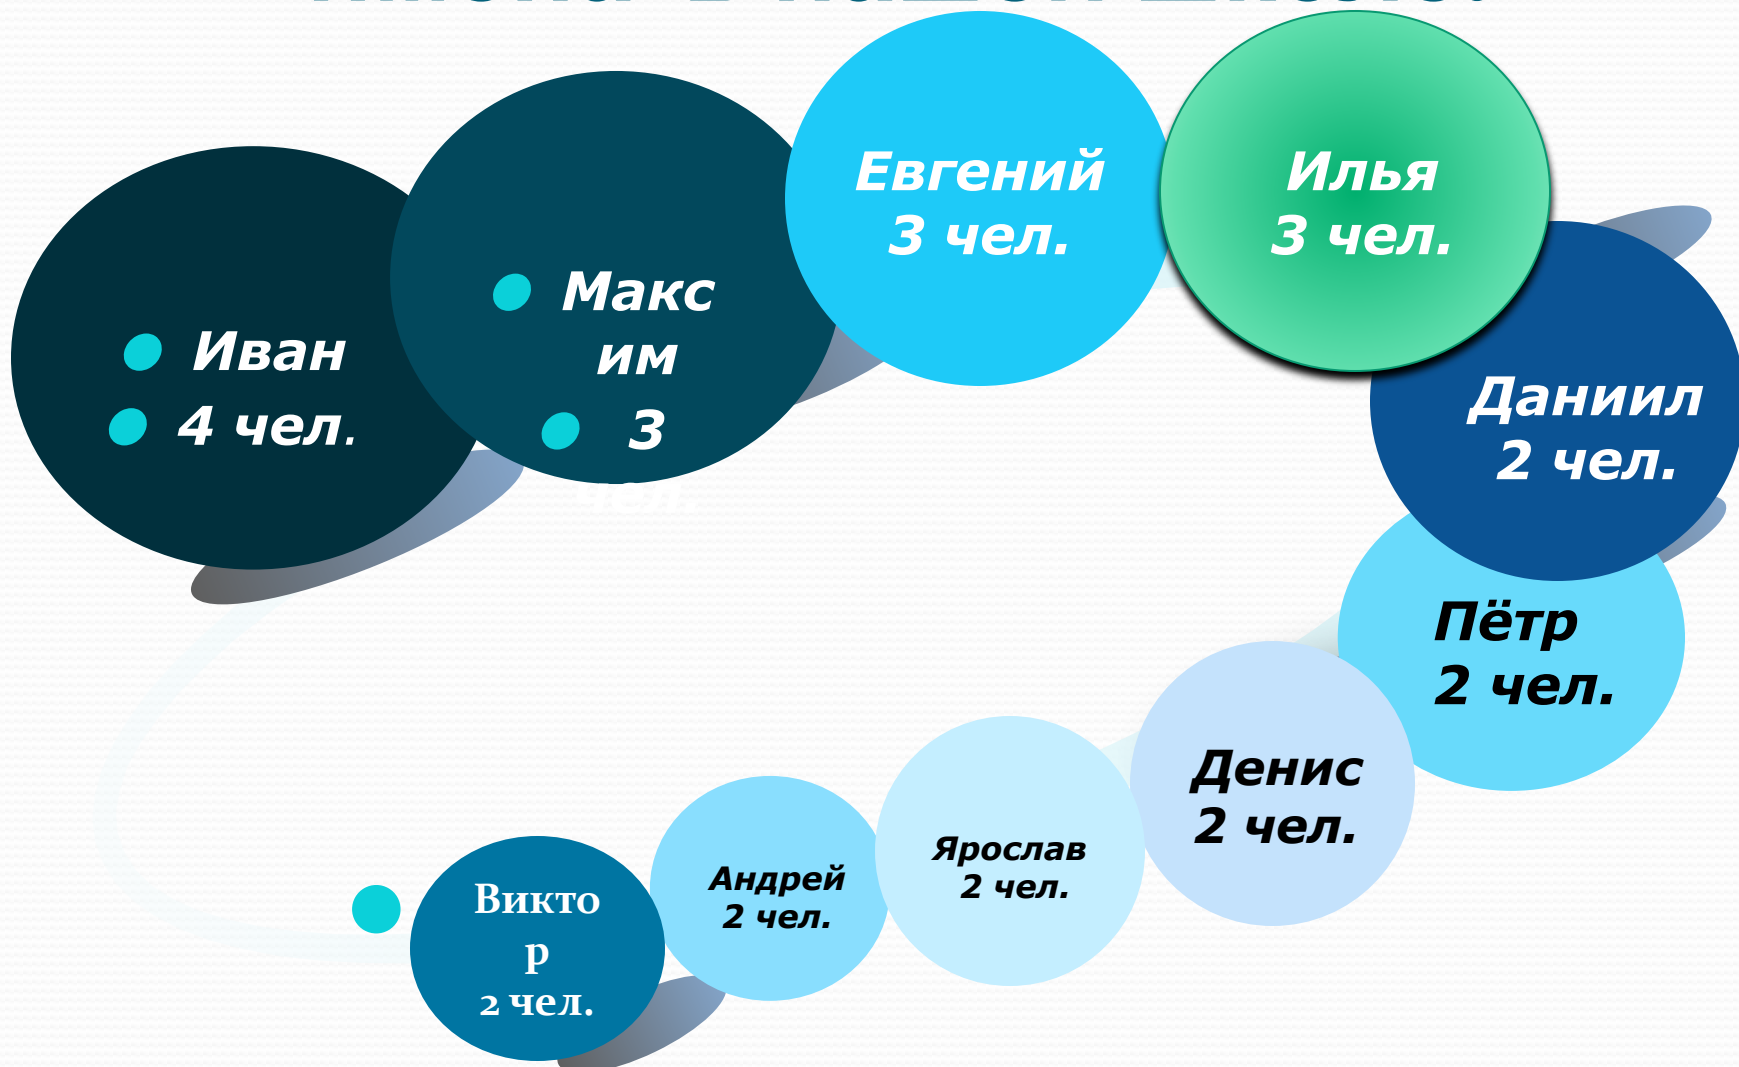 Иван
4 чел.
Макс
им
3
чел.
Евгений
3 чел.
Илья
3 чел.
Даниил
2 чел.
Пётр
2 чел.
Денис
2 чел.
Ярослав
2 чел.
Андрей
2 чел.
Викто
р
2 чел.